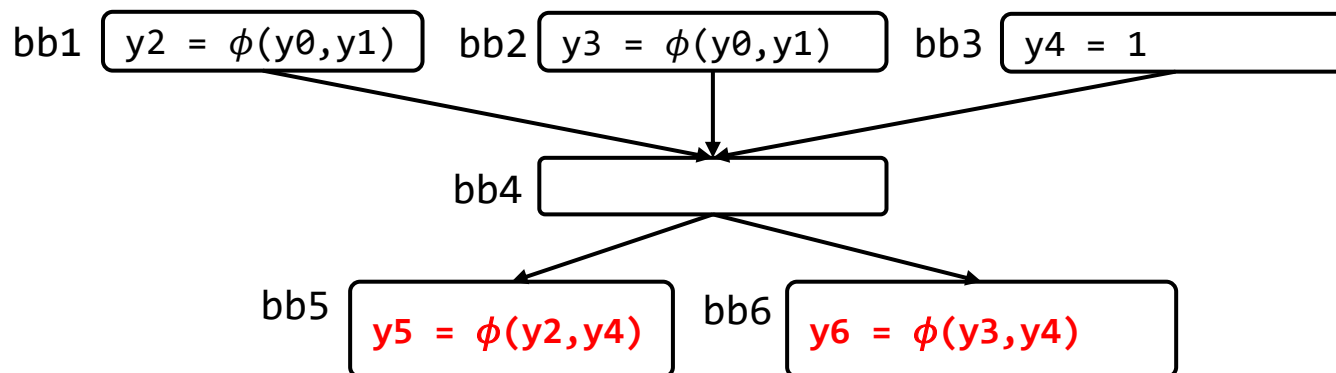 bb1 y2 = ϕ(y0,y1) bb2 y3 = ϕ(y0,y1) bb3 y4 = 1
bb4
bb5 y5 = ϕ(y2,y4) bb6 y6 = ϕ(y3,y4)